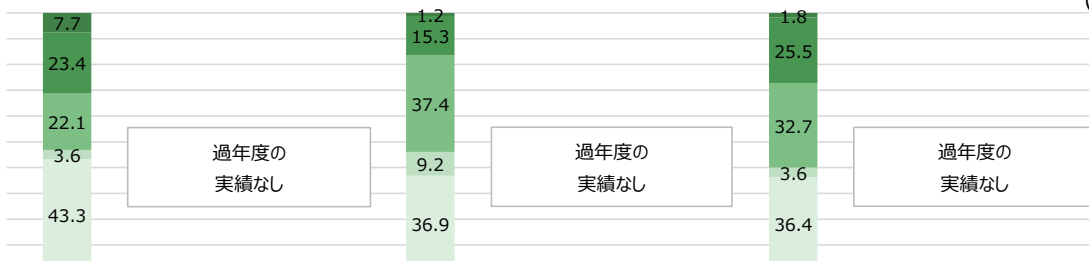 7.7
23.4
22.1
3.6
43.3
過年度の
実績なし
1.2
15.3
37.4
9.2
36.9
過年度の
実績なし
1.8
25.5
32.7
3.6
36.4
過年度の
実績なし